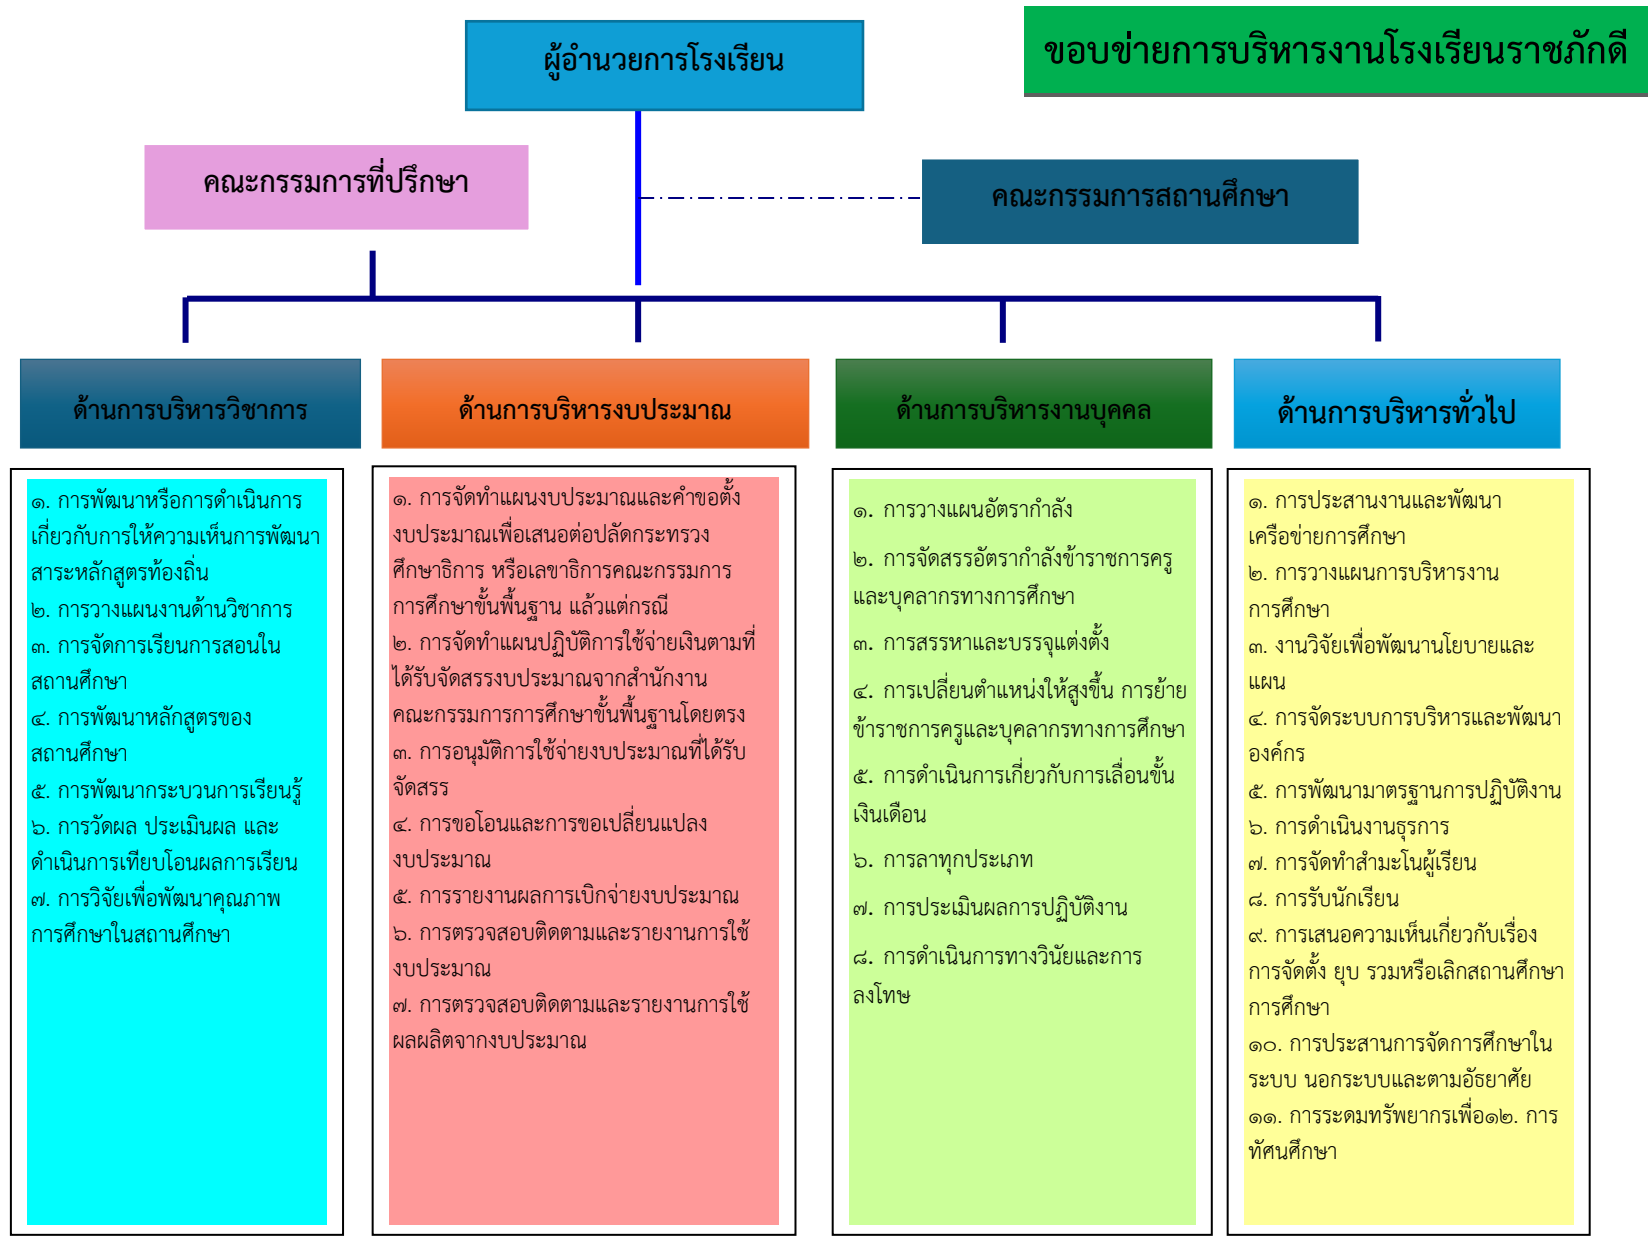 ผู้อำนวยการโรงเรียน
ขอบข่ายการบริหารงานโรงเรียนราชภักดี
คณะกรรมการที่ปรึกษา
คณะกรรมการสถานศึกษา
ด้านการบริหารวิชาการ
ด้านการบริหารงบประมาณ
ด้านการบริหารงานบุคคล
ด้านการบริหารทั่วไป
๑. การพัฒนาหรือการดำเนินการ
เกี่ยวกับการให้ความเห็นการพัฒนา
สาระหลักสูตรท้องถิ่น
๒. การวางแผนงานด้านวิชาการ
๓. การจัดการเรียนการสอนใน
สถานศึกษา
๔. การพัฒนาหลักสูตรของ
สถานศึกษา
๕. การพัฒนากระบวนการเรียนรู้
๖. การวัดผล ประเมินผล และ
ดำเนินการเทียบโอนผลการเรียน
๗. การวิจัยเพื่อพัฒนาคุณภาพ
การศึกษาในสถานศึกษา
๑. การจัดทำแผนงบประมาณและคำขอตั้ง
งบประมาณเพื่อเสนอต่อปลัดกระทรวง
ศึกษาธิการ หรือเลขาธิการคณะกรรมการ
การศึกษาขั้นพื้นฐาน แล้วแต่กรณี
๒. การจัดทำแผนปฏิบัติการใช้จ่ายเงินตามที่
ได้รับจัดสรรงบประมาณจากสำนักงาน
คณะกรรมการการศึกษาขั้นพื้นฐานโดยตรง
๓. การอนุมัติการใช้จ่ายงบประมาณที่ได้รับ
จัดสรร
๔. การขอโอนและการขอเปลี่ยนแปลง
งบประมาณ
๕. การรายงานผลการเบิกจ่ายงบประมาณ
๖. การตรวจสอบติดตามและรายงานการใช้
งบประมาณ
๗. การตรวจสอบติดตามและรายงานการใช้
ผลผลิตจากงบประมาณ
๑. การวางแผนอัตรากำลัง
๒. การจัดสรรอัตรากำลังข้าราชการครู
และบุคลากรทางการศึกษา
๓. การสรรหาและบรรจุแต่งตั้ง
๔. การเปลี่ยนตำแหน่งให้สูงขึ้น การย้าย
ข้าราชการครูและบุคลากรทางการศึกษา
๕. การดำเนินการเกี่ยวกับการเลื่อนขั้น
เงินเดือน
๖. การลาทุกประเภท
๗. การประเมินผลการปฏิบัติงาน
๘. การดำเนินการทางวินัยและการ
ลงโทษ
๑. การประสานงานและพัฒนา
เครือข่ายการศึกษา
๒. การวางแผนการบริหารงาน
การศึกษา
๓. งานวิจัยเพื่อพัฒนานโยบายและ
แผน
๔. การจัดระบบการบริหารและพัฒนา
องค์กร
๕. การพัฒนามาตรฐานการปฏิบัติงาน
๖. การดำเนินงานธุรการ
๗. การจัดทำสำมะโนผู้เรียน
๘. การรับนักเรียน
๙. การเสนอความเห็นเกี่ยวกับเรื่อง
การจัดตั้ง ยุบ รวมหรือเลิกสถานศึกษา
การศึกษา
๑๐. การประสานการจัดการศึกษาใน
ระบบ นอกระบบและตามอัธยาศัย
๑๑. การระดมทรัพยากรเพื่อ๑๒. การ
ทัศนศึกษา